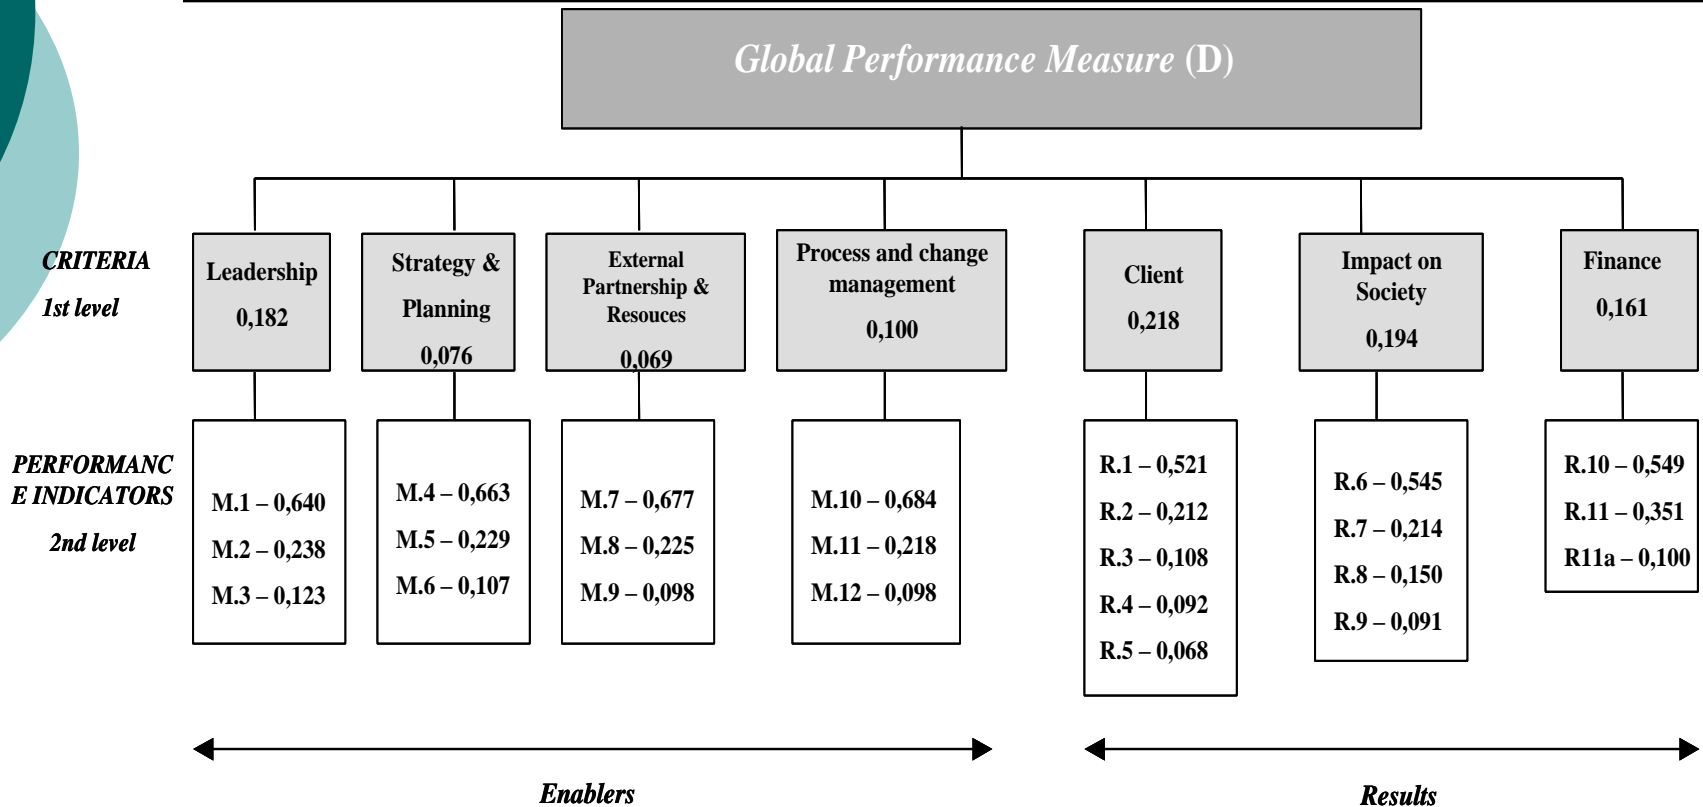 Global Performance Measure (D)
CRITERIA
1st level
Leadership
0,182
Strategy &
Planning
0,076
External
Partnership &
Resouces
0,069
Process and change
management
0,100
Client
0,218
Impact on
Society
0,194
Finance
0,161
PERFORMANC
E INDICATORS
2nd level
M.1 – 0,640
M.2 – 0,238
M.3 – 0,123
M.4 – 0,663
M.5 – 0,229
M.6 – 0,107
M.7 – 0,677
M.8 – 0,225
M.9 – 0,098
M.10 – 0,684
M.11 – 0,218
M.12 – 0,098
R.1 – 0,521
R.2 – 0,212
R.3 – 0,108
R.4 – 0,092
R.5 – 0,068
R.6 – 0,545
R.7 – 0,214
R.8 – 0,150
R.9 – 0,091
R.10 – 0,549
R.11 – 0,351
R11a – 0,100
Enablers
Results